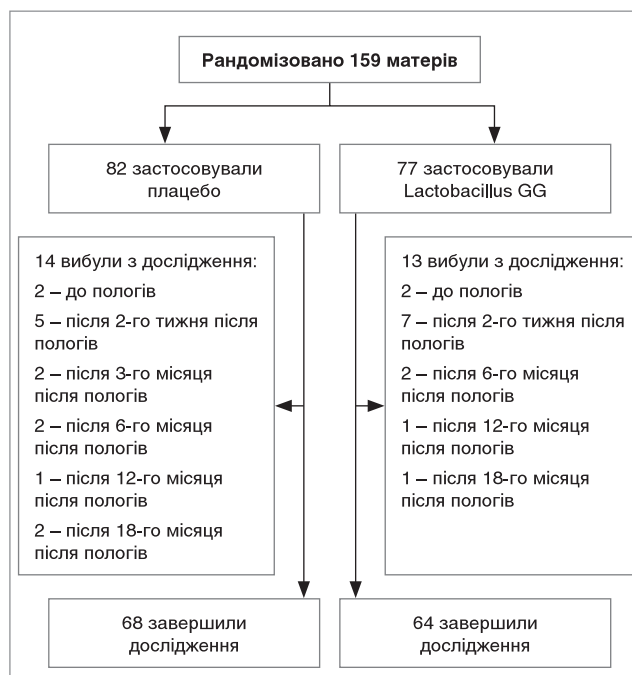 Рандомізовано 159 матерів
82 застосовували
плацебо
77 застосовували
Lactobacillus GG
14 вибули з дослідження:
2 – до пологів
5 – після 2-го тижня після
пологів
2 – після 3-го місяця
після пологів
2 – після 6-го місяця
після пологів
1 – після 12-го місяця
після пологів
2 – після 18-го місяця
після пологів
13 вибули з дослідження:
2 – до пологів
7 – після 2-го тижня після
пологів
2 – після 6-го місяця
після пологів
1 – після 12-го місяця
після пологів
1 – після 18-го місяця
після пологів
68 завершили
дослідження
64 завершили
дослідження